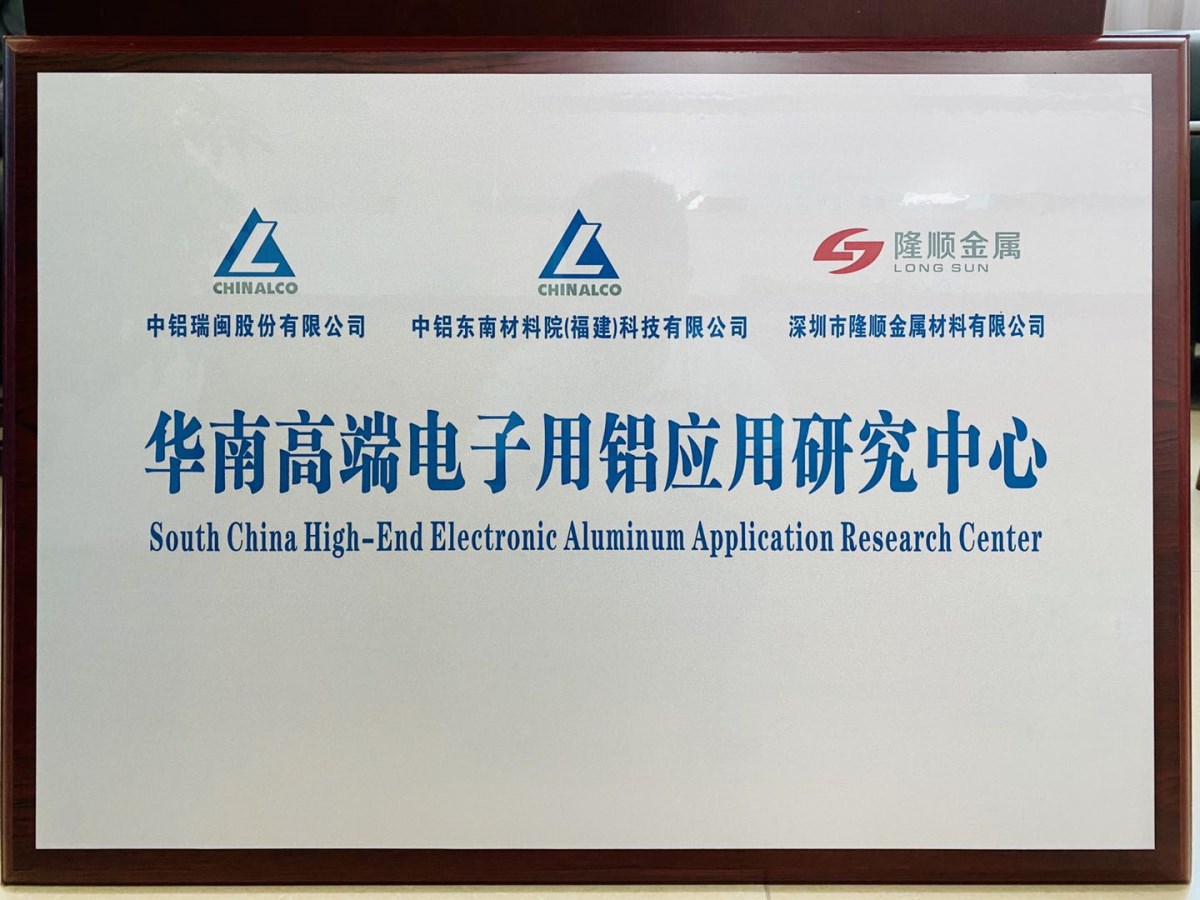 CHINALCO
中铝瑞闽股份有限公司
CHINALCO
中铝东南材料院(福建)科技有限公司
隆顺金属
LONG SUN
深圳市隆顺金属材料有限公司
华南高端电子用铝应用研究中心
South China High-End Electronic Aluminum Application Research Center